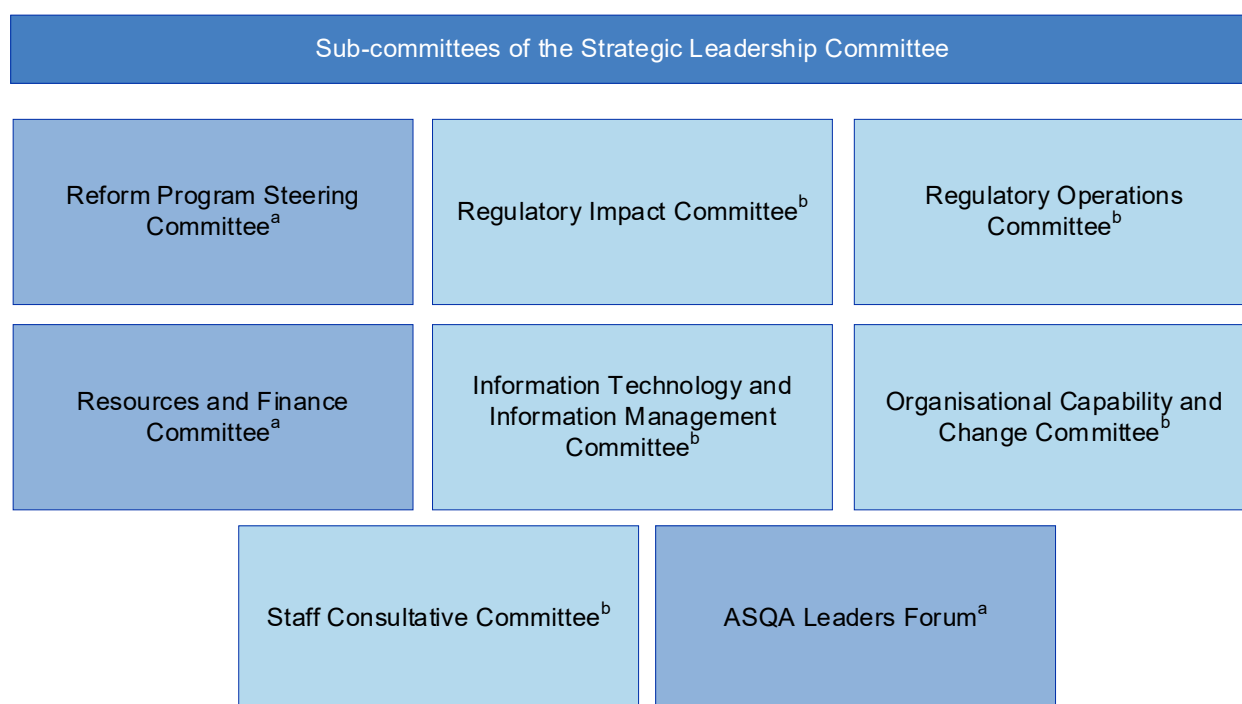 Sub-committees of the Strategic Leadership Committee
Reform Program Steering
Committeeᵃ
Regulatory Impact Committeeᵇ
Regulatory Operations
Committeeᵇ
Resources and Finance
Committeeᵃ
Information Technology and
Information Management
Committeeᵇ
Organisational Capability and
Change Committeeᵇ
Staff Consultative Committeeᵇ
ASQA Leaders Forumᵃ